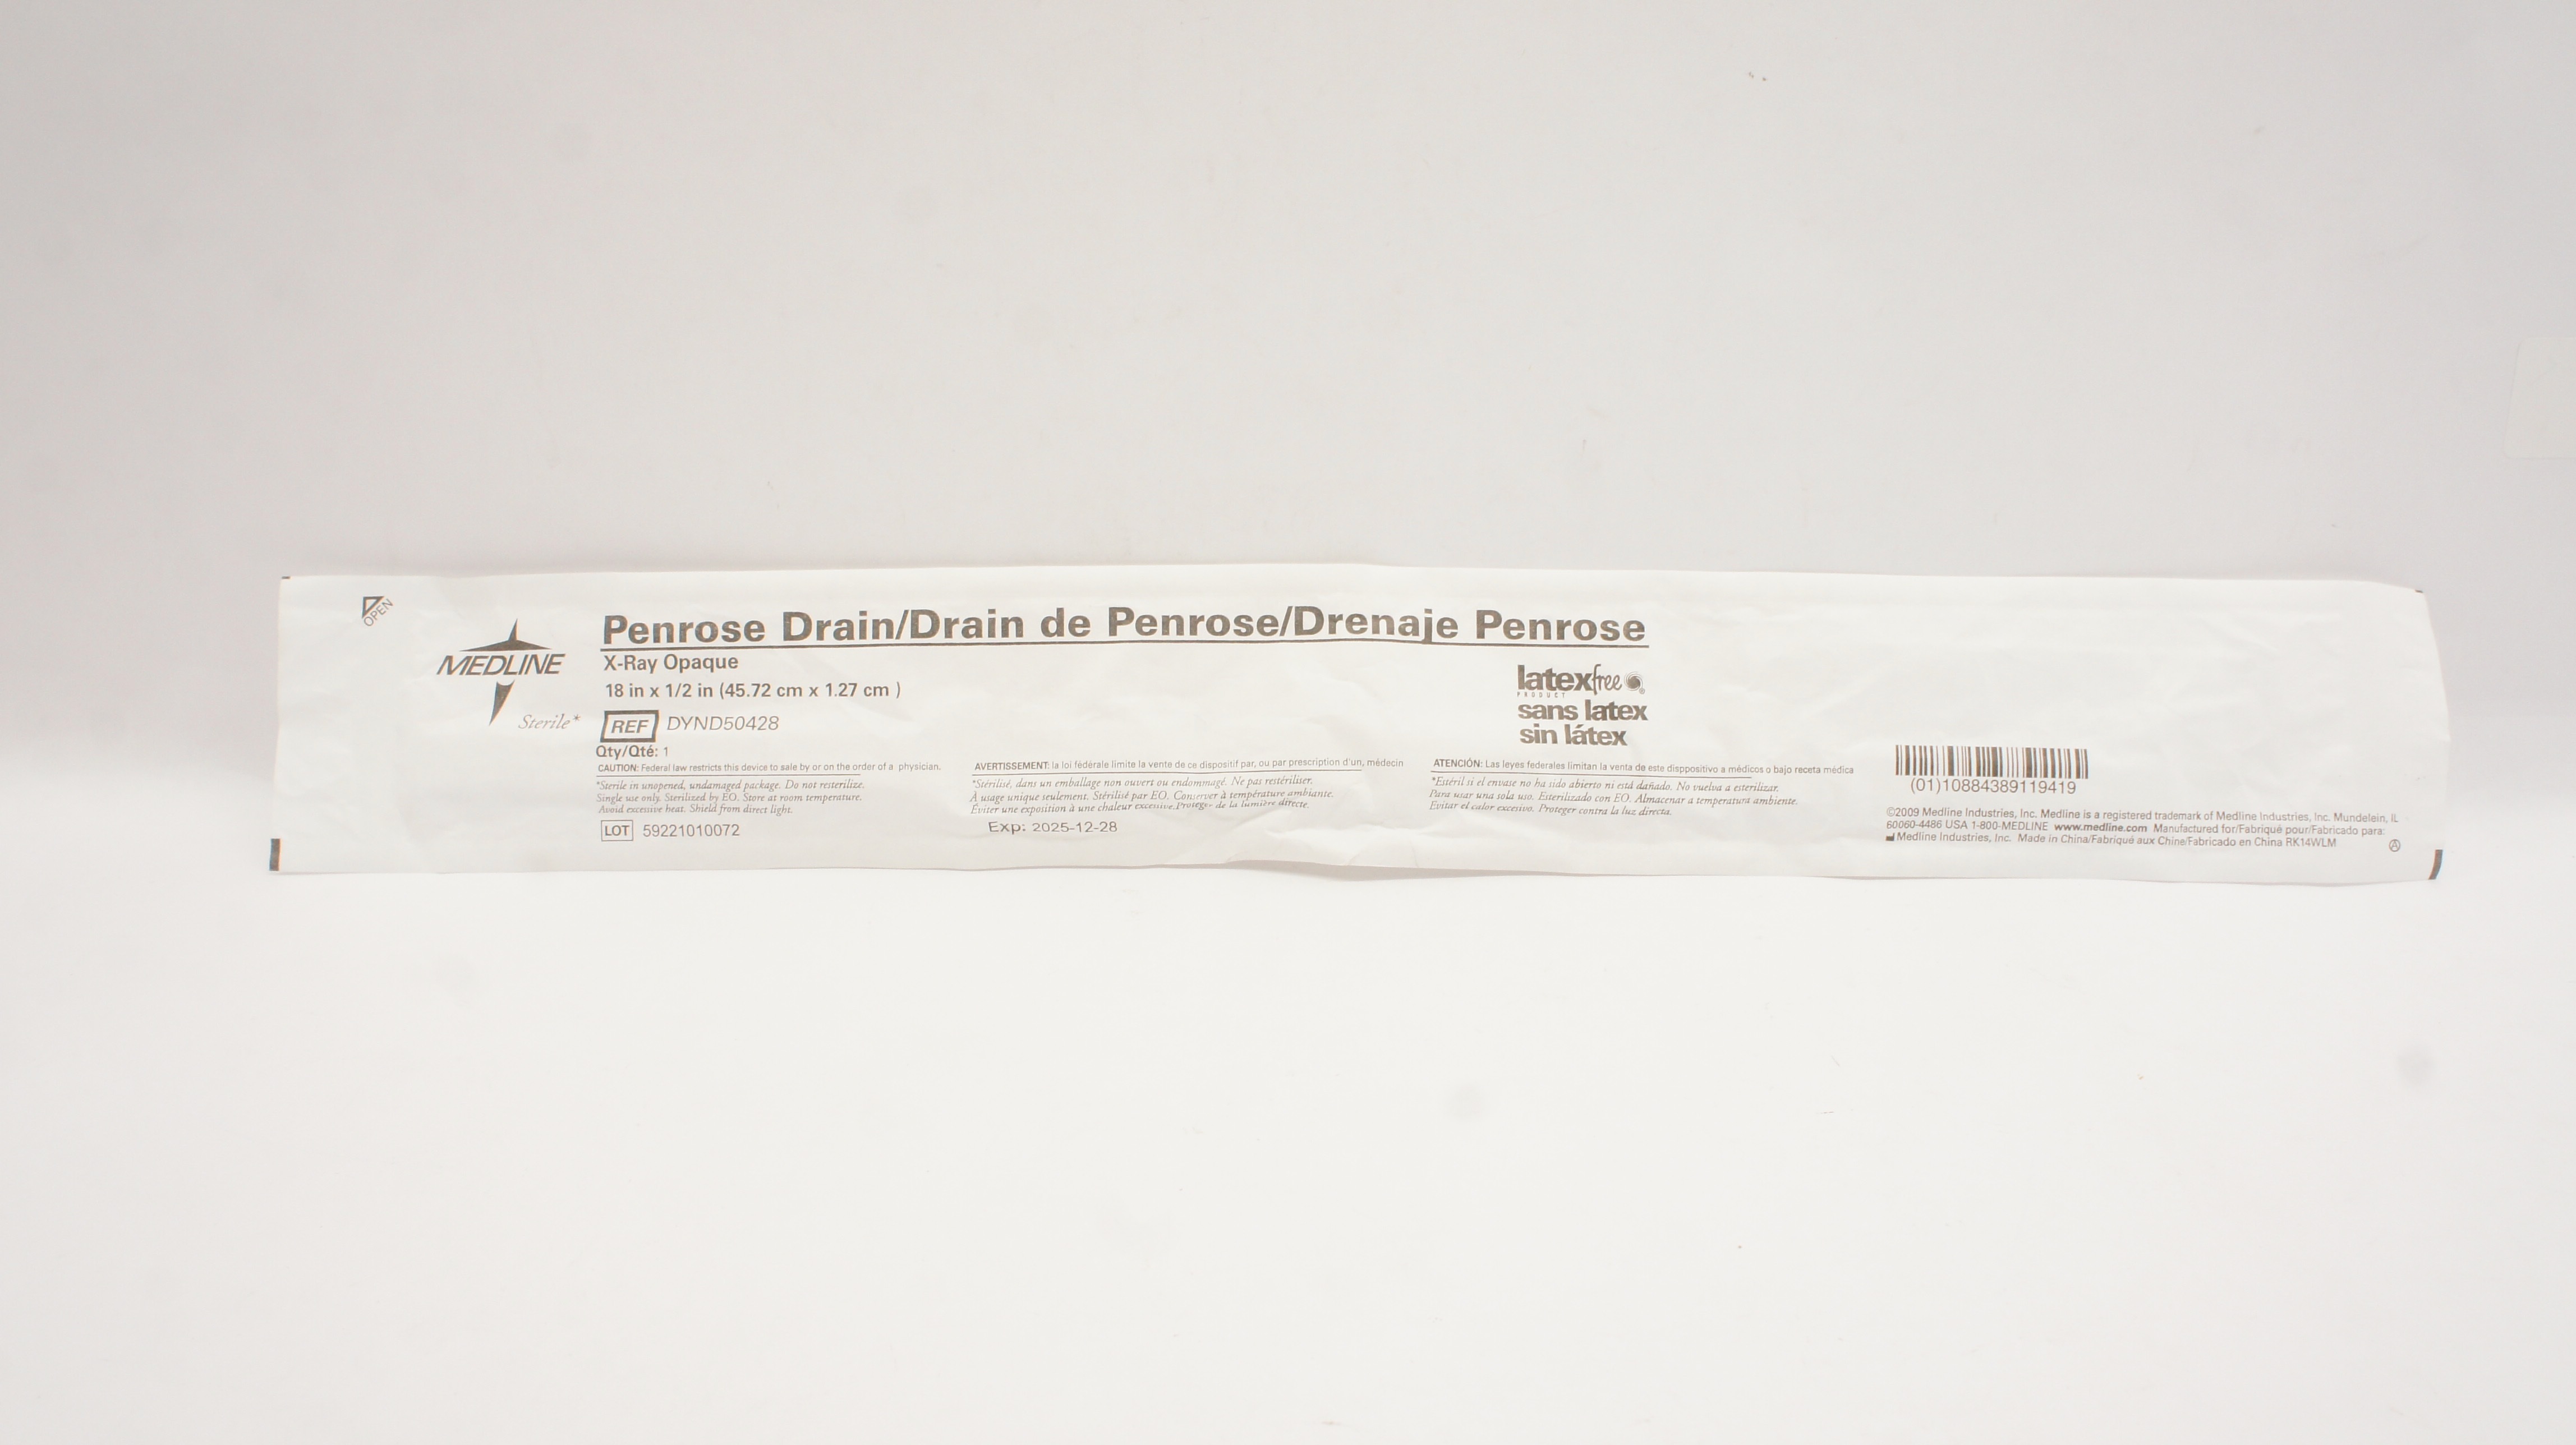 OPEN
MEDLINE
Sterile*
Penrose Drain/Drain de Penrose/Drenaje Penrose
X-Ray Opaque
18 in x 1/2 in (45.72 cm x 1.27 cm )
REF DYND50428
Qty/Qté: 1
latexfree
PRODUCT
sans latex
sin látex
CAUTION: Federal law restricts this device to sale by or on the order of a physician.
*Sterile in unopened, undamaged package. Do not resterilize.
Single use only. Sterilized by EO. Store at room temperature.
Avoid excessive heat. Shield from direct light.
LOT 59221010072
AVERTISSEMENT: la loi fédérale limite la vente de ce dispositif par, ou par prescription d'un, médecin
*Stérilisé, dans un emballage non ouvert ou endommagé. Ne pas restériliser.
À usage unique seulement. Stérilisé par EO. Conserver à température ambiante.
Éviter une exposition à une chaleur excessive.Protéger de la lumière directe.
Exp: 2025-12-28
ATENCIÓN: Las leyes federales limitan la venta de este disppositivo a médicos o bajo receta médica
*Estéril si el envase no ha sido abierto ni está dañado. No vuelva a esterilizar.
Para usar una sola uso. Esterilizado con EO. Almacenar a temperatura ambiente.
Evitar el calor excesivo. Proteger contra la luz directa.
(01)10884389119419
©2009 Medline Industries, Inc. Medline is a registered trademark of Medline Industries, Inc. Mundelein, IL
60060-4486 USA 1-800-MEDLINE www.medline.com Manufactured for/Fabriqué pour/Fabricado para:
Medline Industries, Inc. Made in China/Fabriqué aux Chine/Fabricado en China RK14WLM
A